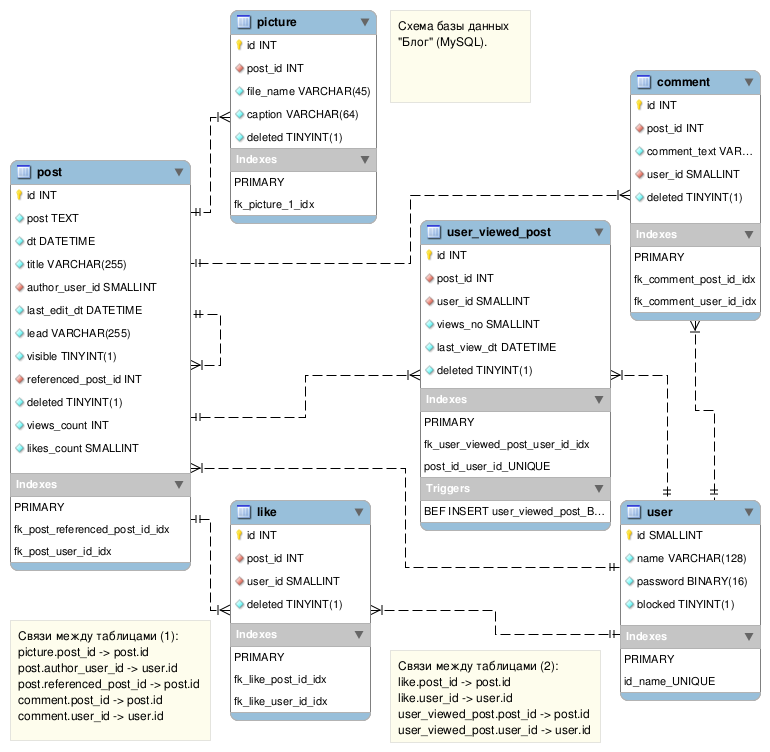 picture
id INT
post_id INT
file_name VARCHAR(45)
caption VARCHAR(64)
deleted TINYINT(1)
Indexes
PRIMARY
fk_picture_1_idx
Схема базы данных
"Блог" (MySQL).
comment
id INT
post_id INT
comment_text VAR...
user_id SMALLINT
deleted TINYINT(1)
Indexes
PRIMARY
fk_comment_post_id_idx
fk_comment_user_id_idx
post
id INT
post TEXT
dt DATETIME
title VARCHAR(255)
author_user_id SMALLINT
last_edit_dt DATETIME
lead VARCHAR(255)
visible TINYINT(1)
referenced_post_id INT
deleted TINYINT(1)
views_count INT
likes_count SMALLINT
Indexes
PRIMARY
fk_post_referenced_post_id_idx
fk_post_user_id_idx
user_viewed_post
id INT
post_id INT
user_id SMALLINT
views_no SMALLINT
last_view_dt DATETIME
deleted TINYINT(1)
Indexes
PRIMARY
fk_user_viewed_post_user_id_idx
post_id_user_id_UNIQUE
Triggers
BEF INSERT user_viewed_post_B...
like
id INT
post_id INT
user_id SMALLINT
deleted TINYINT(1)
Indexes
PRIMARY
fk_like_post_id_idx
fk_like_user_id_idx
user
id SMALLINT
name VARCHAR(128)
password BINARY(16)
blocked TINYINT(1)
Indexes
PRIMARY
id_name_UNIQUE
Связи между таблицами (1):
picture.post_id -> post.id
post.author_user_id -> user.id
post.referenced_post_id -> post.id
comment.post_id -> post.id
comment.user_id -> user.id
Связи между таблицами (2):
like.post_id -> post.id
like.user_id -> user.id
user_viewed_post.post_id -> post.id
user_viewed_post.user_id -> user.id